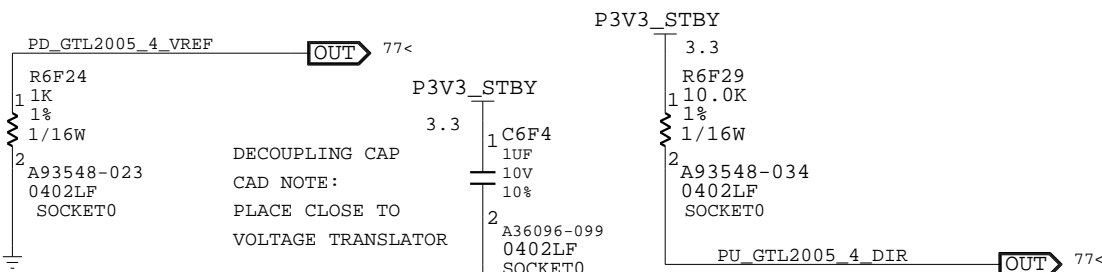 PD_GTL2005_4_VREF
OUT 77<
R6F24
1 1K
1%
1/16W
2
A93548-023
0402LF
SOCKET0
DECOUPLING CAP
CAD NOTE:
PLACE CLOSE TO
VOLTAGE TRANSLATOR
P3V3_STBY
3.3
1 C6F4
1UF
10V
10%
2
A36096-099
0402LF
SOCKET0
P3V3_STBY
3.3
R6F29
1 10.0K
1%
1/16W
2
A93548-034
0402LF
SOCKET0
PU_GTL2005_4_DIR
OUT 77<